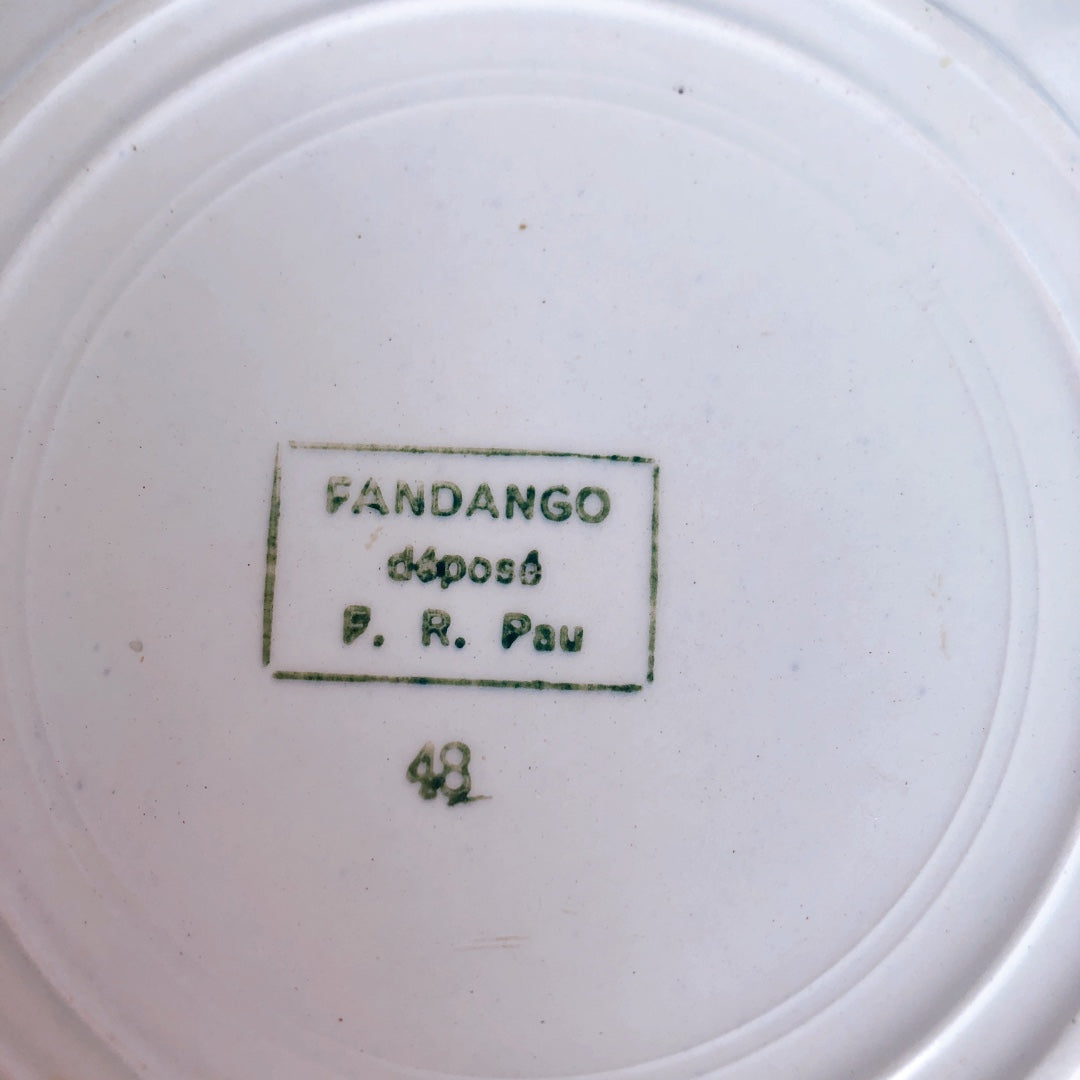 FANDANGO
déposé
F. R. Pau
48